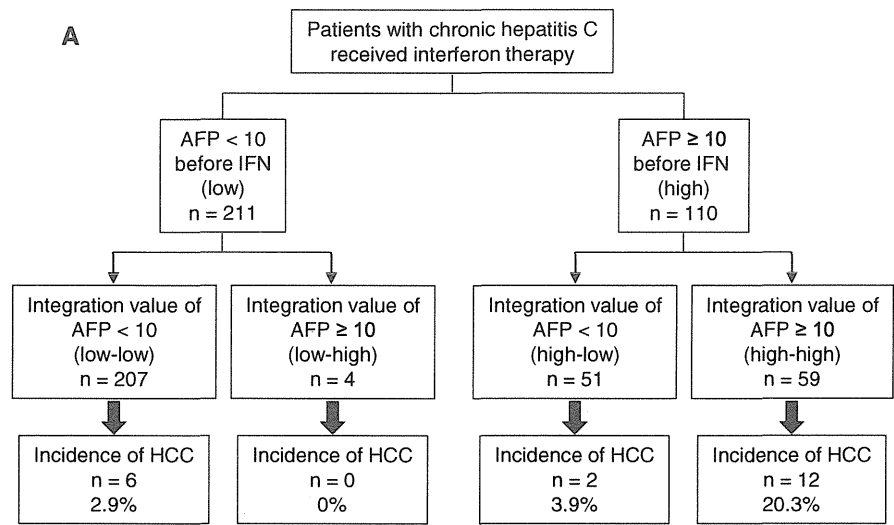 A
Patients with chronic hepatitis C
received interferon therapy
AFP < 10
before IFN
(low)
n = 211
AFP ≥ 10
before IFN
(high)
n = 110
Integration value of
AFP < 10
(low-low)
n = 207
Integration value of
AFP ≥ 10
(low-high)
n = 4
Integration value of
AFP < 10
(high-low)
n = 51
Integration value of
AFP ≥ 10
(high-high)
n = 59
Incidence of HCC
n = 6
2.9%
Incidence of HCC
n = 0
0%
Incidence of HCC
n = 2
3.9%
Incidence of HCC
n = 12
20.3%